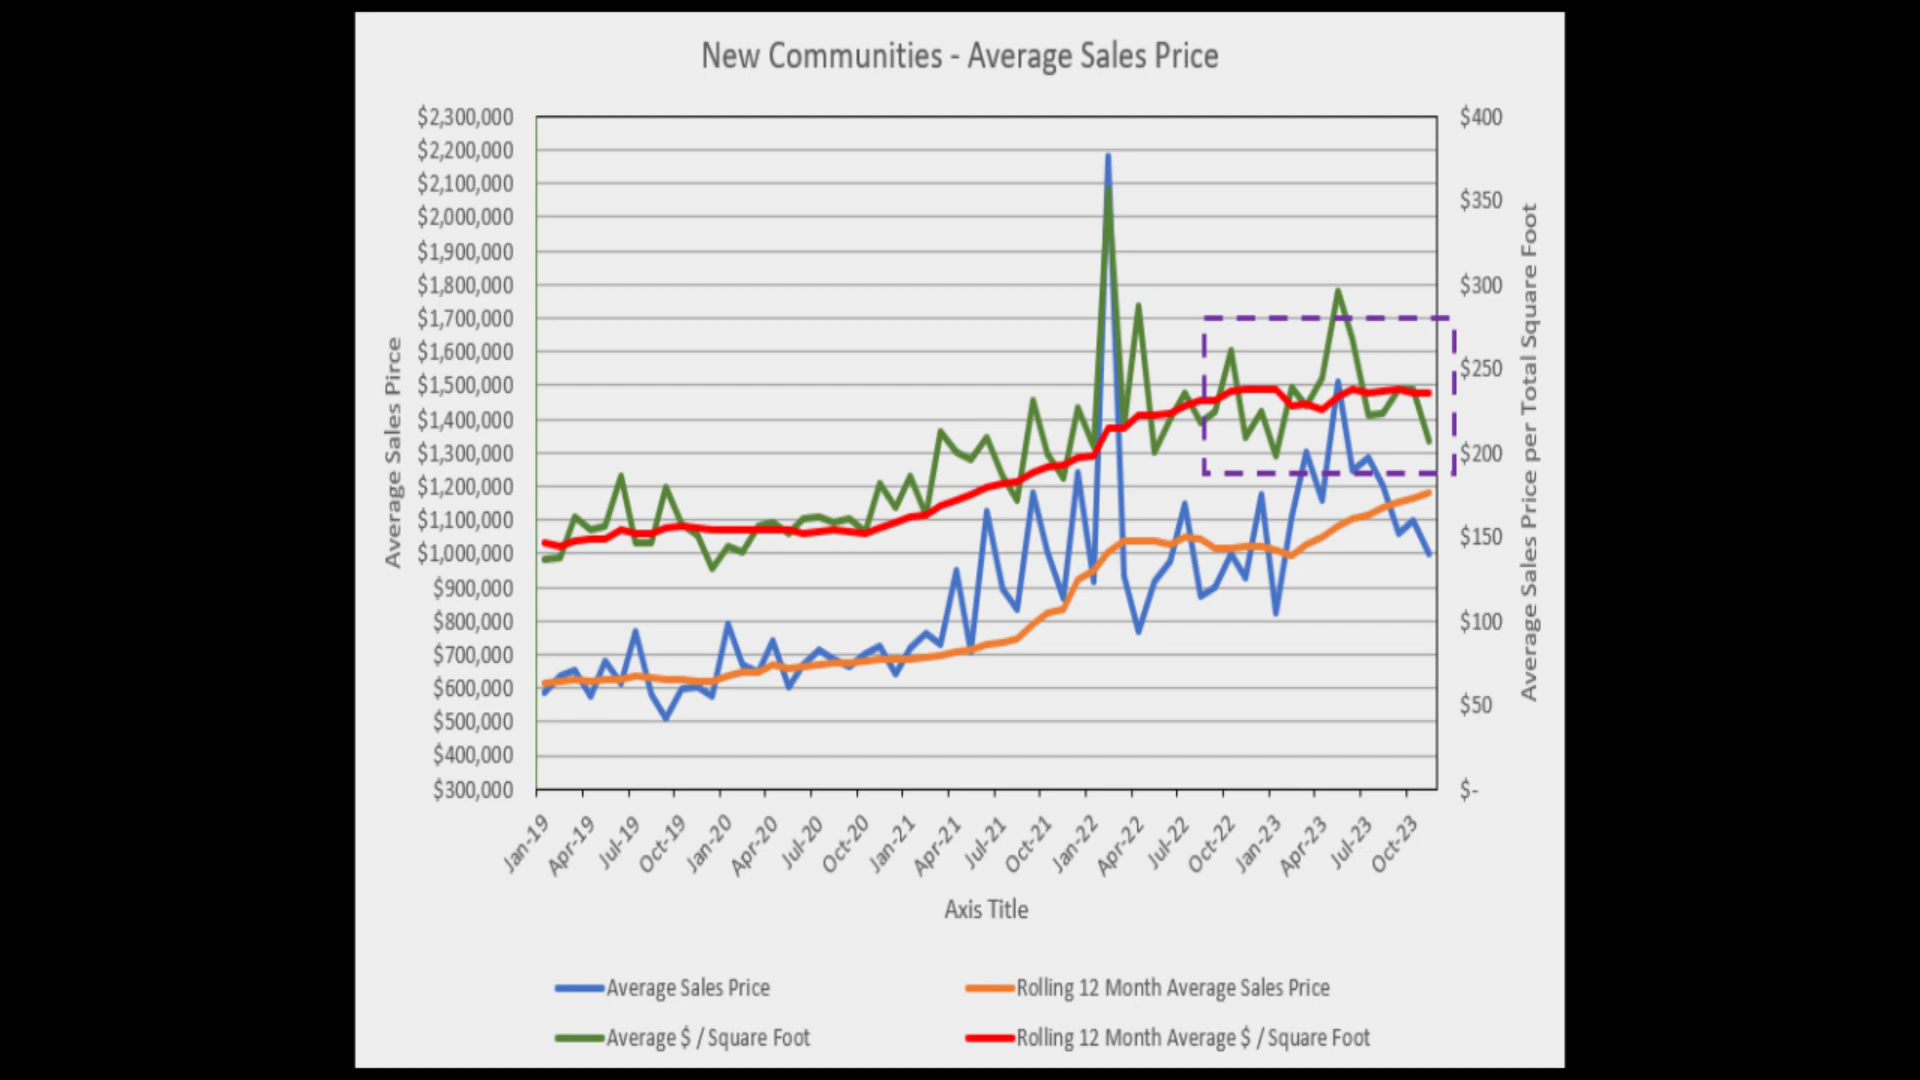 New Communities - Average Sales Price
$2,300,000
$2,200,000
$2,100,000
$2,000,000
$1,900,000
$1,800,000
$1,700,000
$1,600,000
$1,500,000
$1,400,000
$1,300,000
$1,200,000
$1,100,000
$1,000,000
$900,000
$800,000
$700,000
$600,000
$500,000
$400,000
$300,000
Average Sales Pirce
$400
$350
$300
$250
$200
$150
$100
$50
$-
Average Sales Price per Total Square Foot
Jan-19
Apr-19
Jul-19
Oct-19
Jan-20
Apr-20
Jul-20
Oct-20
Jan-21
Apr-21
Jul-21
Oct-21
Jan-22
Apr-22
Jul-22
Oct-22
Jan-23
Apr-23
Jul-23
Oct-23
Axis Title
Average Sales Price
Rolling 12 Month Average Sales Price
Average $ / Square Foot
Rolling 12 Month Average $ / Square Foot